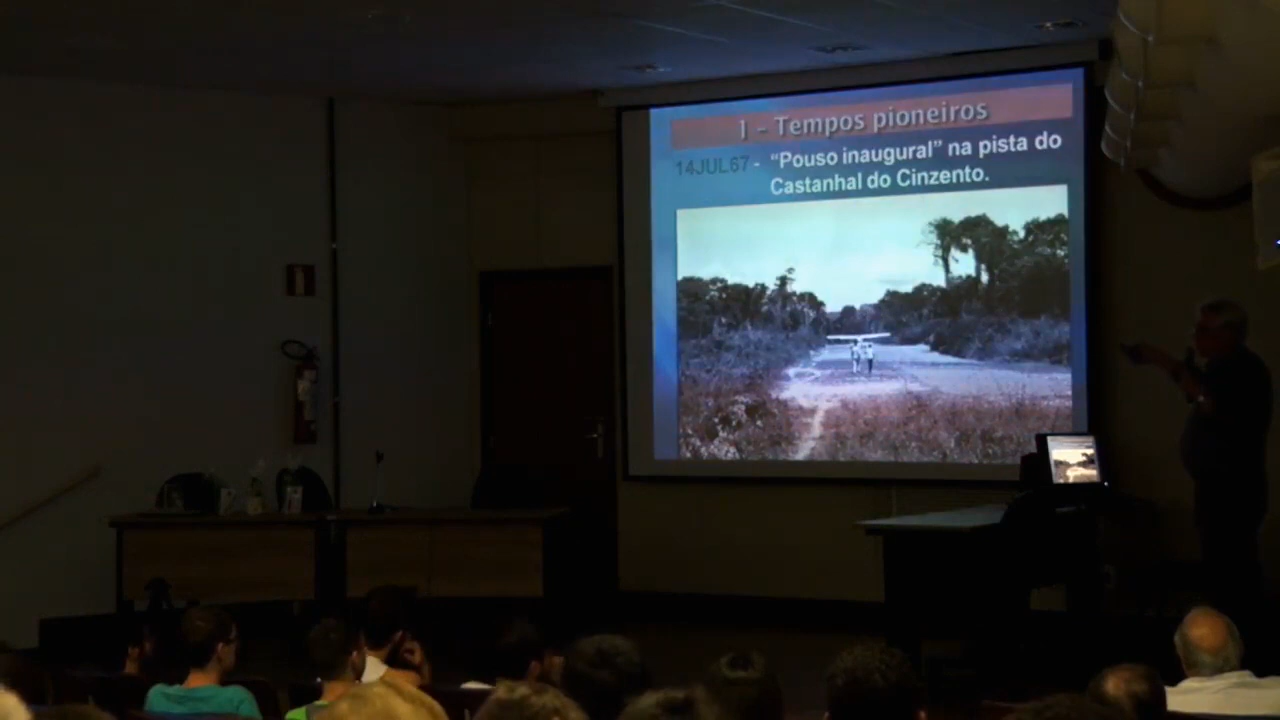 1 - Tempos pioneiros
14JUL67 - "Pouso inaugural" na pista do
Castanhal do Cinzento.